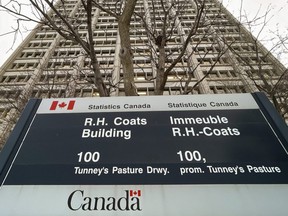 Statistics Canada
Statistique Canada
R.H. Coats
Building
Immeuble
R.H.-Coats
100
Tunney's Pasture Drwy.
100,
prom. Tunney's Pasture
Canada